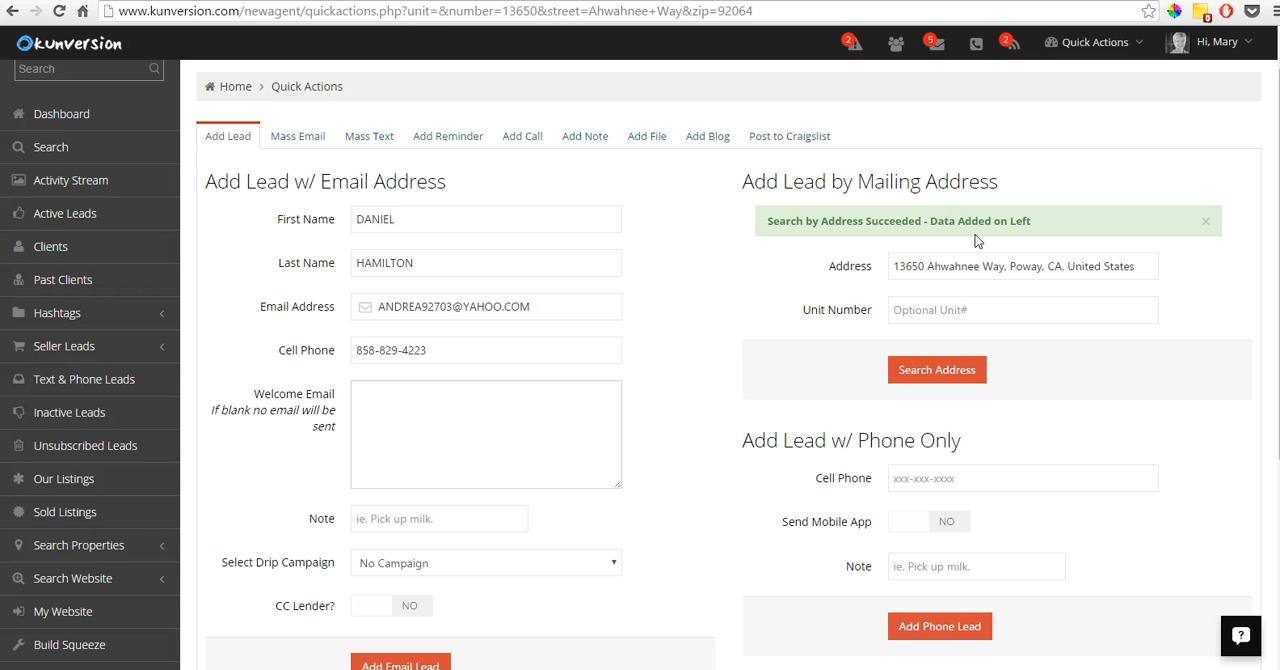 www.kunversion.com/newagent/quickactions.php?unit=&number=13650&street=Ahwahnee+Way&zip=92064
0
kunversion
2
5
2
Quick Actions
Hi, Mary
Search
Dashboard
Search
Activity Stream
Active Leads
Clients
Past Clients
Hashtags
Seller Leads
Text & Phone Leads
Inactive Leads
Unsubscribed Leads
Our Listings
Sold Listings
Search Properties
Search Website
My Website
Build Squeeze
Home > Quick Actions
Add Lead Mass Email Mass Text Add Reminder Add Call Add Note Add File Add Blog Post to Craigslist
Add Lead w/ Email Address
First Name DANIEL
Last Name HAMILTON
Email Address ANDREA92703@YAHOO.COM
Cell Phone 858-829-4223
Welcome Email
If blank no email will be
sent
Note ie. Pick up milk.
Select Drip Campaign No Campaign
CC Lender? NO
Add Email Lead
Add Lead by Mailing Address
Search by Address Succeeded - Data Added on Left ×
Address 13650 Ahwahnee Way, Poway, CA, United States
Unit Number Optional Unit#
Search Address
Add Lead w/ Phone Only
Cell Phone xxx-xxx-xxxx
Send Mobile App NO
Note ie. Pick up milk.
Add Phone Lead